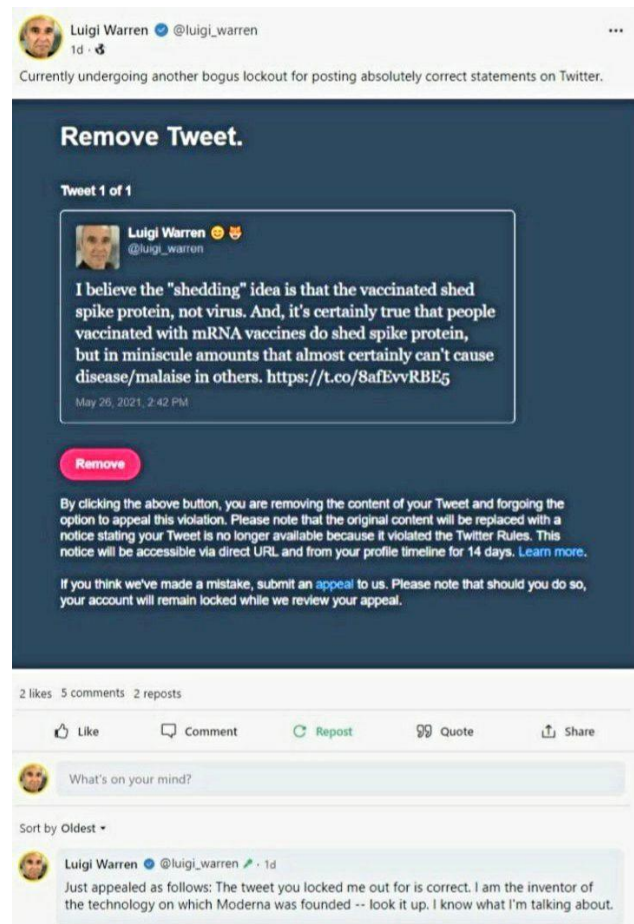 Luigi Warren @luigi_warren
1d ·
Currently undergoing another bogus lockout for posting absolutely correct statements on Twitter.
Remove Tweet.
Tweet 1 of 1
Luigi Warren
@luigi_warren
I believe the "shedding" idea is that the vaccinated shed
spike protein, not virus. And, it's certainly true that people
vaccinated with mRNA vaccines do shed spike protein,
but in miniscule amounts that almost certainly can't cause
disease/malaise in others. https://t.co/8afEvvRBE5
May 26, 2021, 2:42 PM
Remove
By clicking the above button, you are removing the content of your Tweet and forgoing the
option to appeal this violation. Please note that the original content will be replaced with a
notice stating your Tweet is no longer available because it violated the Twitter Rules. This
notice will be accessible via direct URL and from your profile timeline for 14 days. Learn more.
If you think we've made a mistake, submit an appeal to us. Please note that should you do so,
your account will remain locked while we review your appeal.
2 likes 5 comments 2 reposts
Like Comment Repost Quote Share
What's on your mind?
Sort by Oldest
Luigi Warren @luigi_warren · 1d
Just appealed as follows: The tweet you locked me out for is correct. I am the inventor of
the technology on which Moderna was founded -- look it up. I know what I'm talking about.